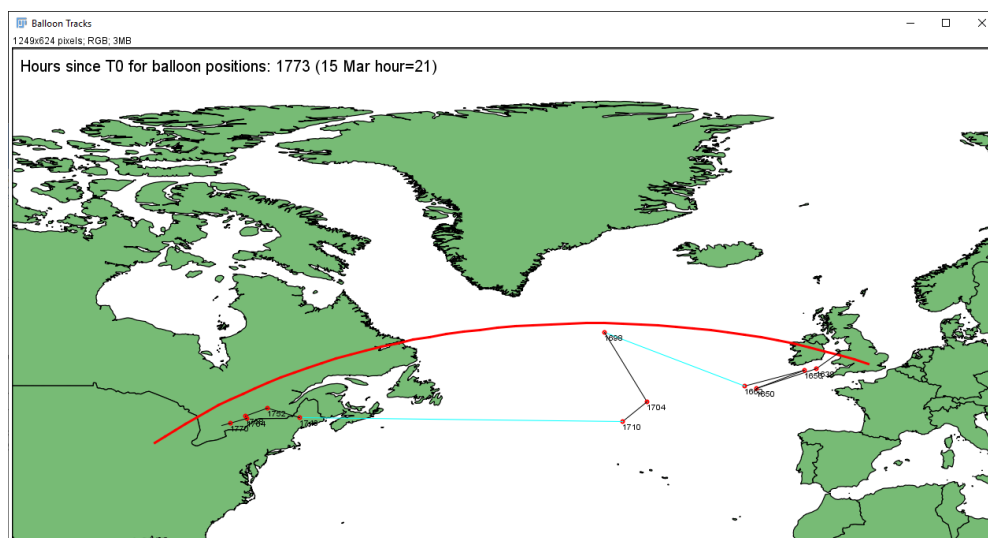 Balloon Tracks
1249x624 pixels; RGB; 3MB
Hours since T0 for balloon positions: 1773 (15 Mar hour=21)
1698
1650
1704
1710
1752